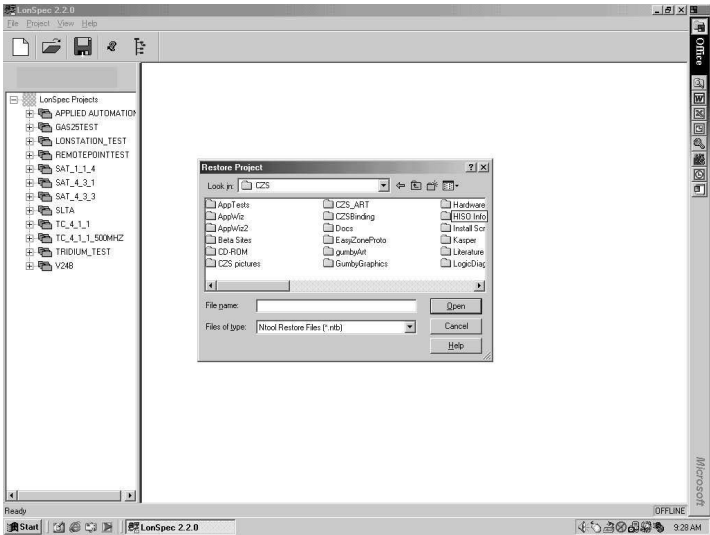 LonSpec 2.2.0
File Project View Help
Office
LonSpec Projects
APPLIED AUTOMATION
GAS25TEST
LONSTATION_TEST
REMOTEPOINTTEST
SAT_1_1_4
SAT_4_3_1
SAT_4_3_3
SLTA
TC_4_1_1
TC_4_1_1_500MHZ
TRIDIUM_TEST
V24B
Restore Project
Look in: CZS
AppTests CZS_ART Hardware
AppWiz CZSBinding HISO Info
AppWiz2 Docs Install Scr
Beta Sites EasyZoneProto Kasper
CD-ROM gumbyArt Literature
CZS pictures GumbyGraphics LogicDiag
File name: Open
Files of type: Ntool Restore Files (*.ntb) Cancel
Help
Microsoft
Ready OFFLINE
Start LonSpec 2.2.0 9:28 AM